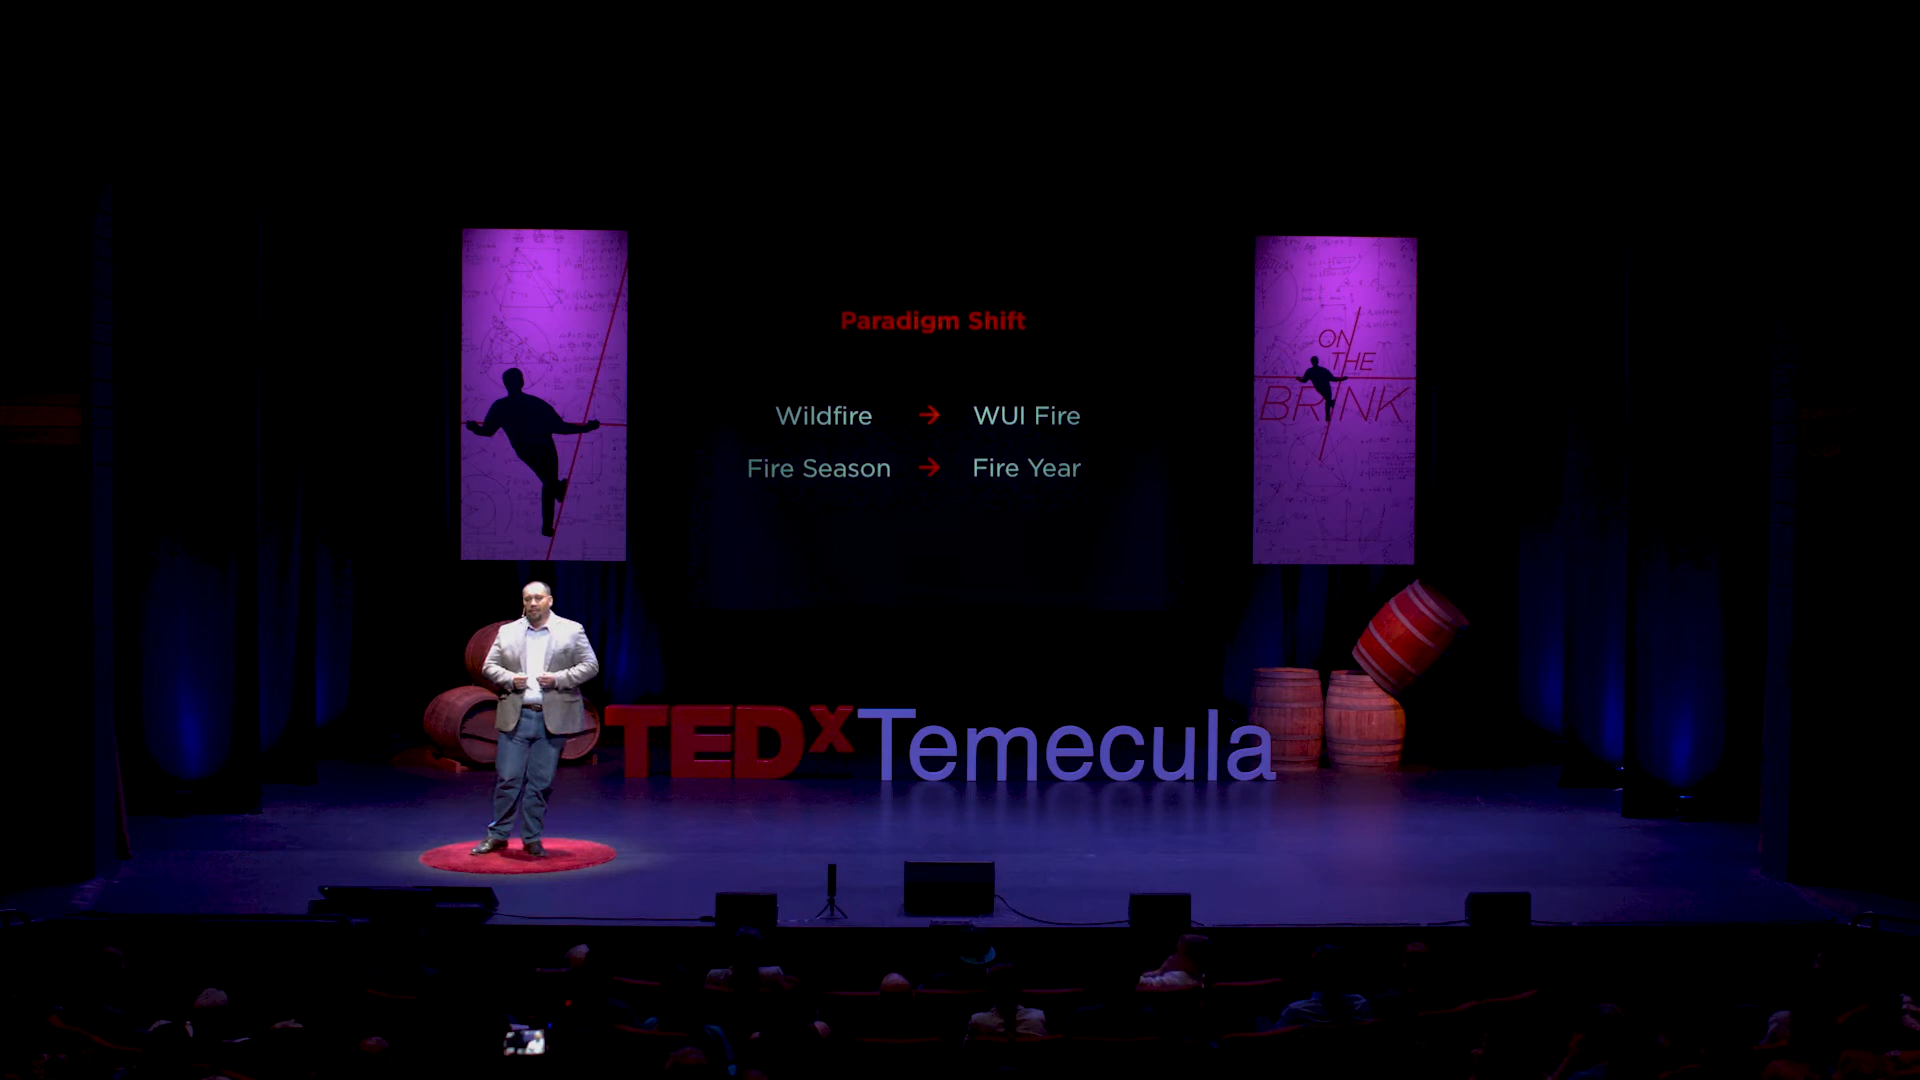 Paradigm Shift
Wildfire → WUI Fire
Fire Season → Fire Year
ON
THE
BRINK
TEDxTemecula